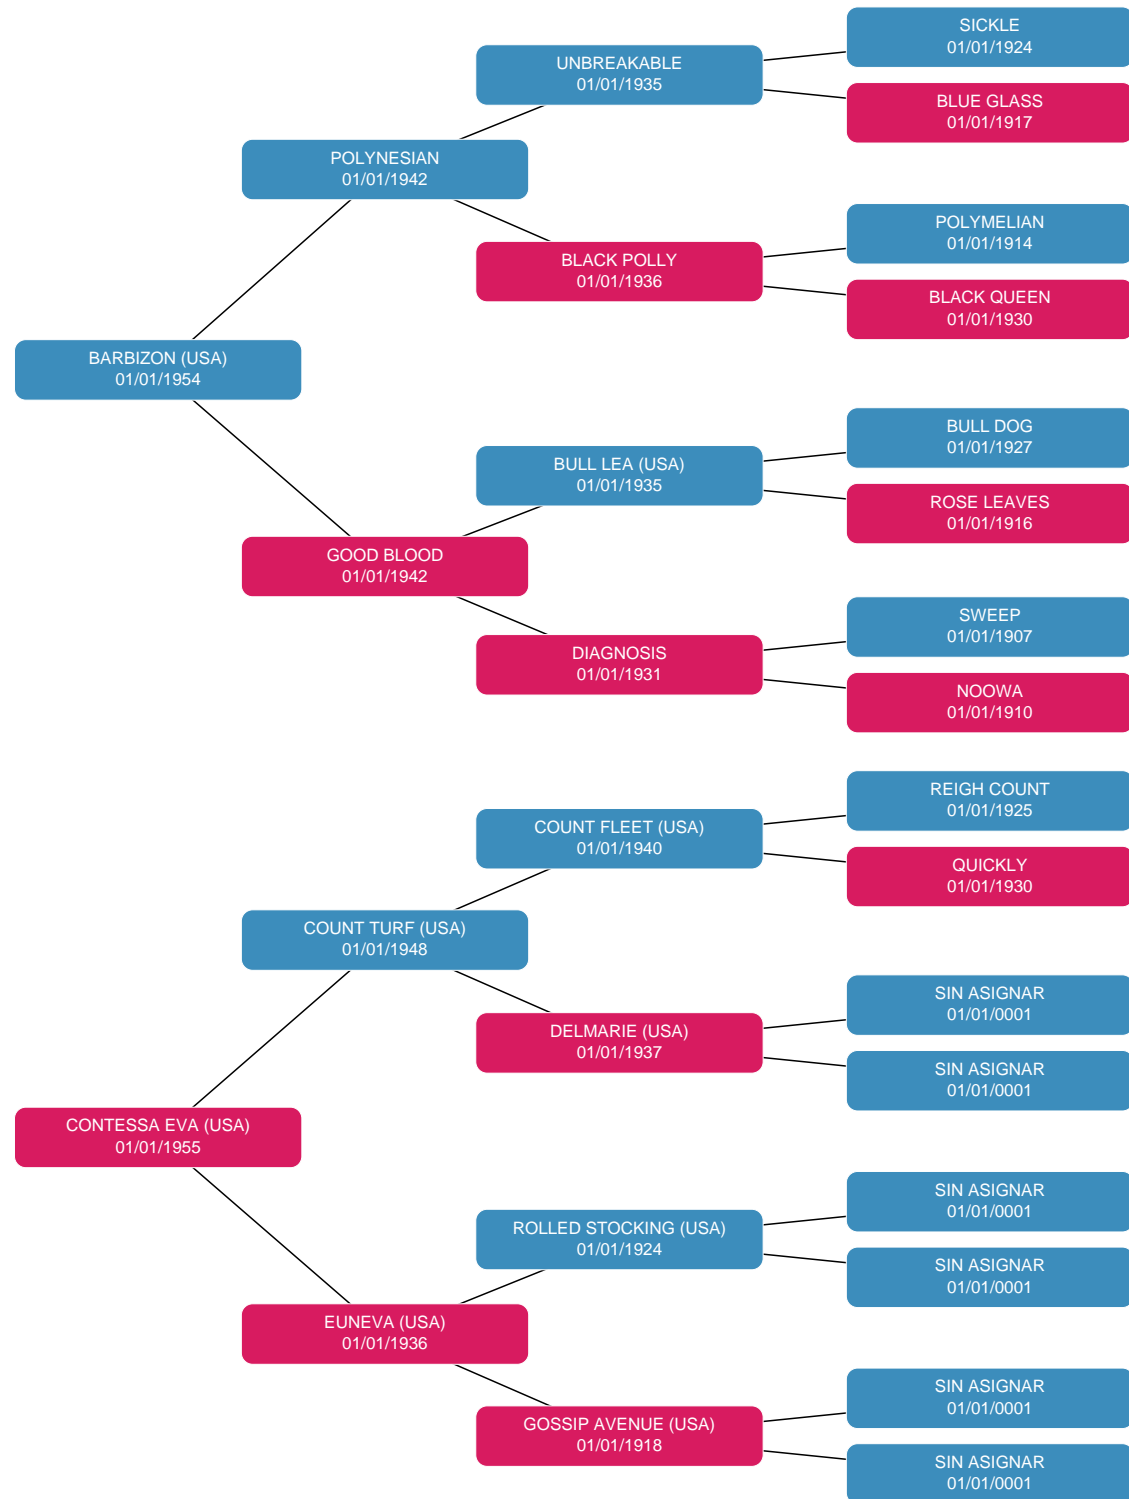 SICKLE
01/01/1924
UNBREAKABLE
01/01/1935
BLUE GLASS
01/01/1917
POLYNESIAN
01/01/1942
POLYMELIAN
01/01/1914
BLACK POLLY
01/01/1936
BLACK QUEEN
01/01/1930
BARBIZON (USA)
01/01/1954
BULL DOG
01/01/1927
BULL LEA (USA)
01/01/1935
ROSE LEAVES
01/01/1916
GOOD BLOOD
01/01/1942
SWEEP
01/01/1907
DIAGNOSIS
01/01/1931
NOOWA
01/01/1910
REIGH COUNT
01/01/1925
COUNT FLEET (USA)
01/01/1940
QUICKLY
01/01/1930
COUNT TURF (USA)
01/01/1948
SIN ASIGNAR
01/01/0001
DELMARIE (USA)
01/01/1937
SIN ASIGNAR
01/01/0001
CONTESSA EVA (USA)
01/01/1955
SIN ASIGNAR
01/01/0001
ROLLED STOCKING (USA)
01/01/1924
SIN ASIGNAR
01/01/0001
EUNEVA (USA)
01/01/1936
SIN ASIGNAR
01/01/0001
GOSSIP AVENUE (USA)
01/01/1918
SIN ASIGNAR
01/01/0001